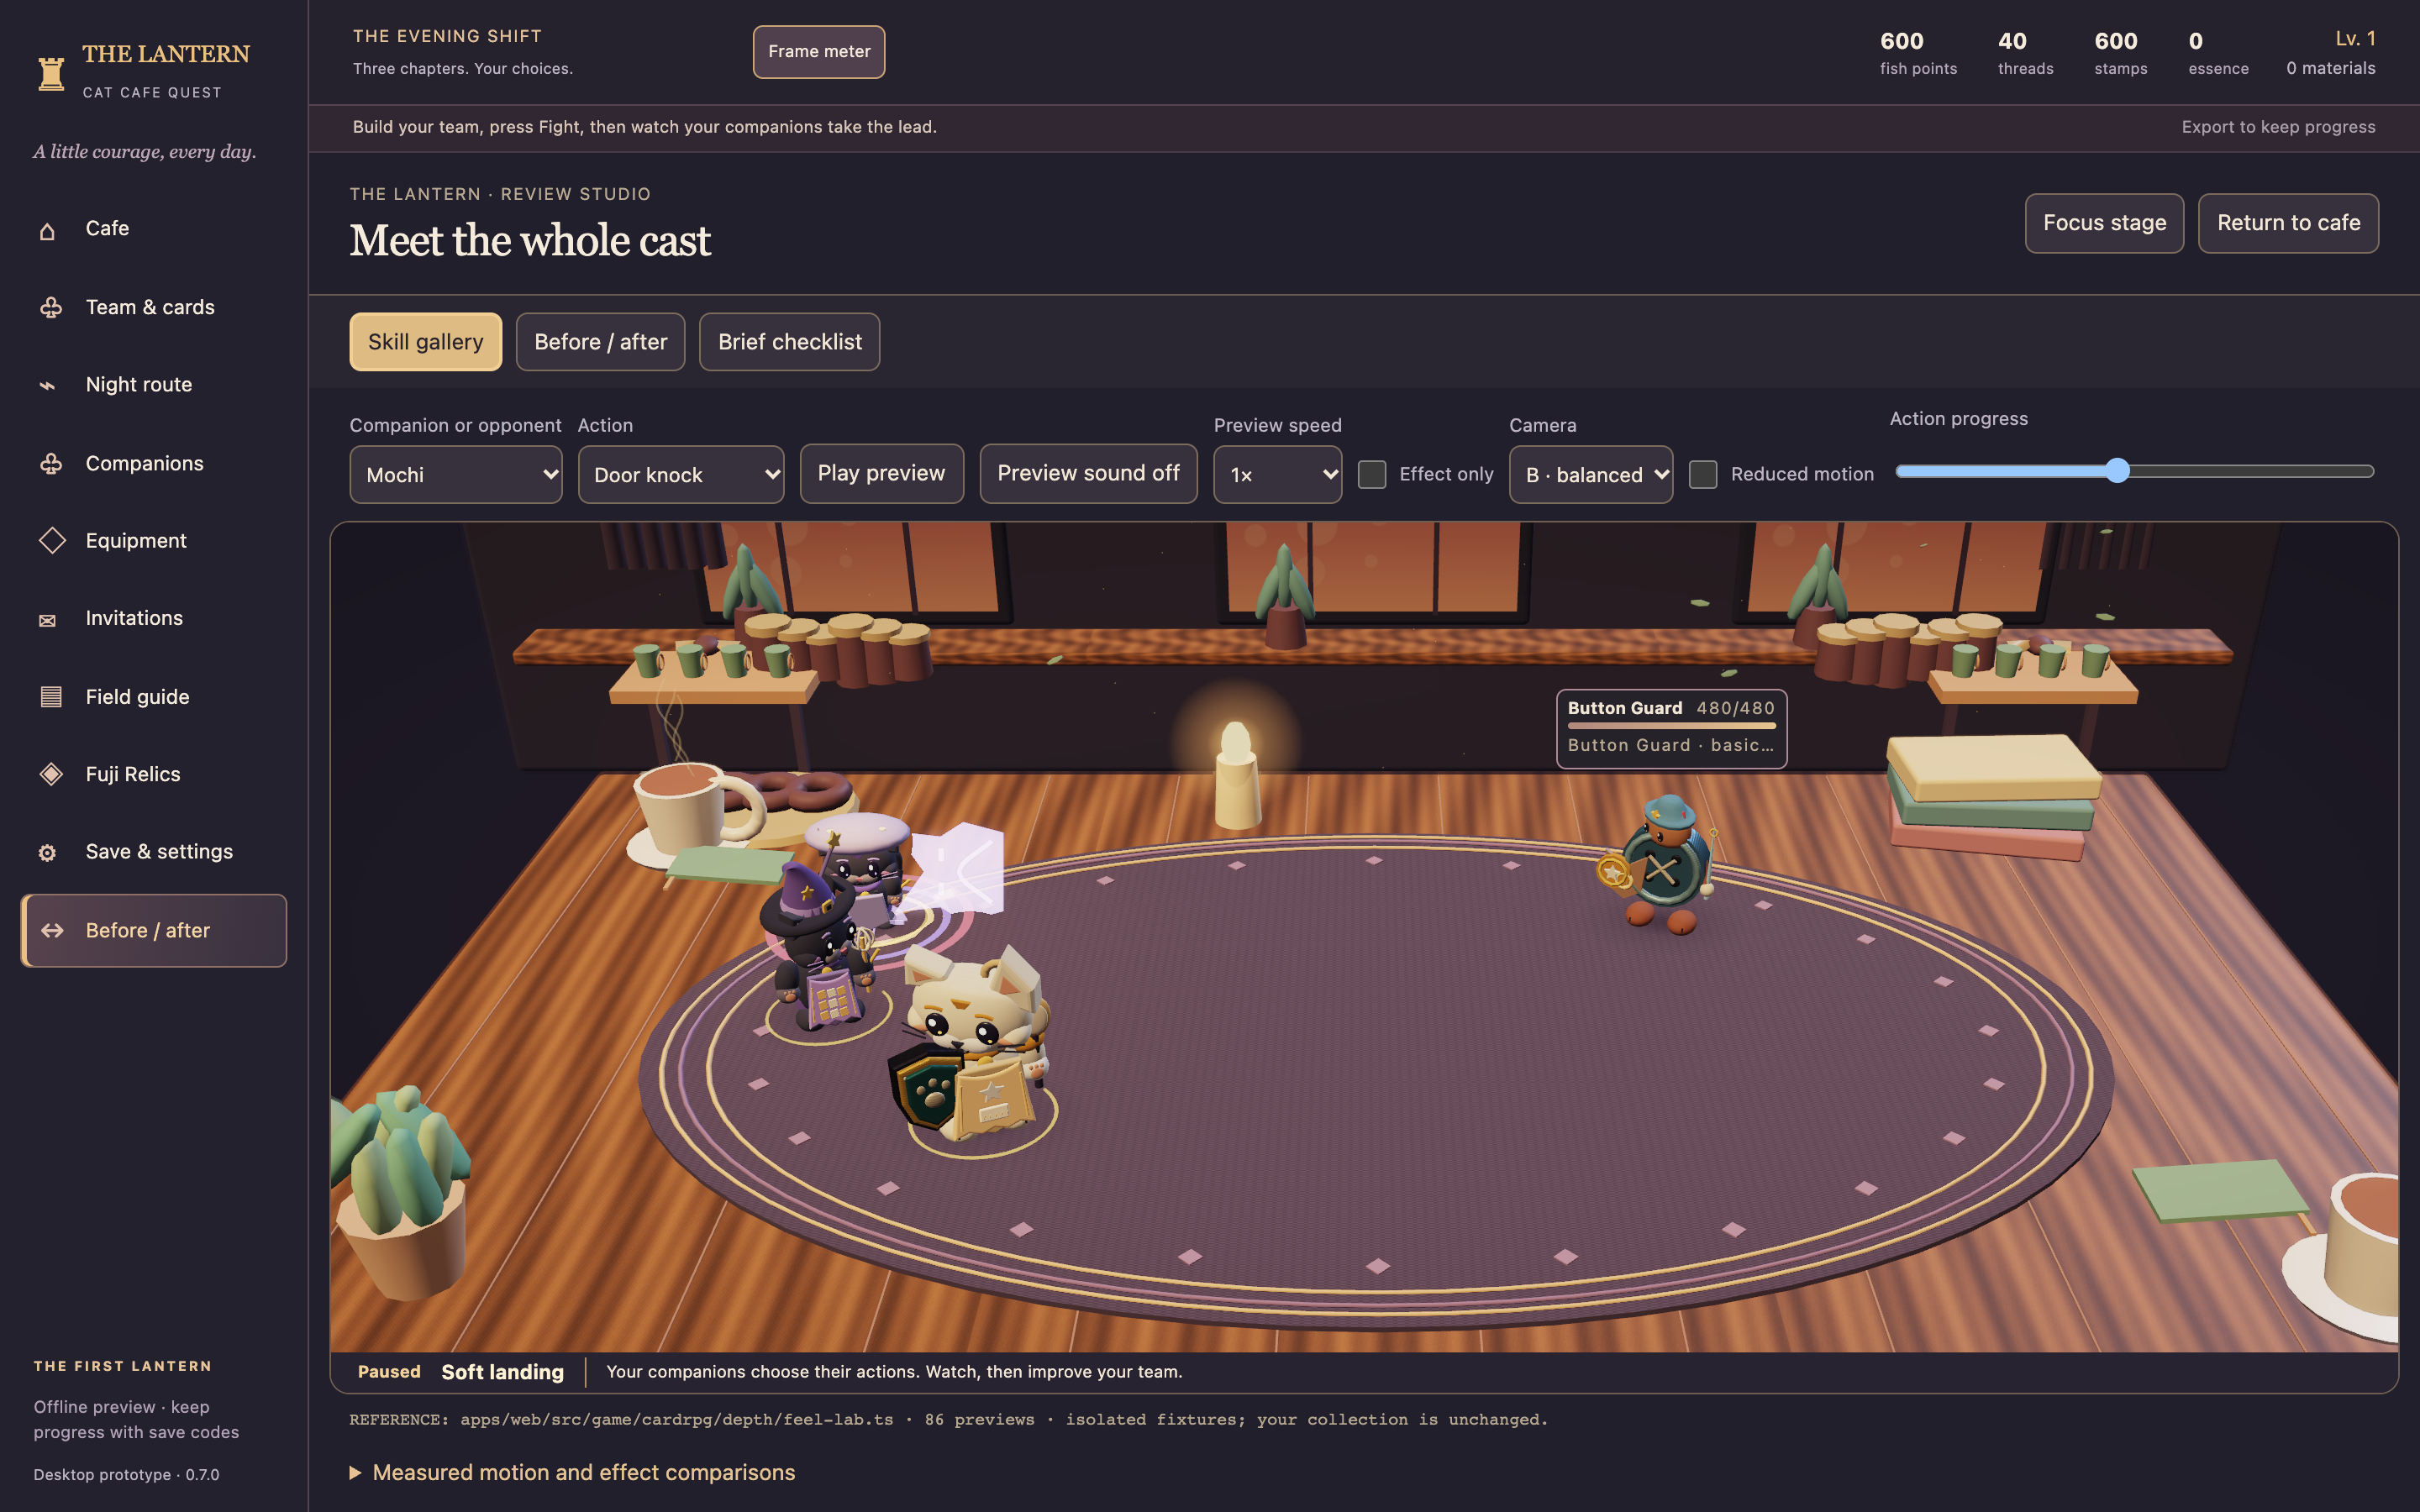 THE LANTERN
CAT CAFE QUEST
A little courage, every day.
Cafe
Team & cards
Night route
Companions
Equipment
Invitations
Field guide
Fuji Relics
Save & settings
Before / after
THE FIRST LANTERN
Offline preview · keep
progress with save codes
Desktop prototype · 0.7.0
THE EVENING SHIFT
Three chapters. Your choices.
Frame meter
600
fish points
40
threads
600
stamps
0
essence
Lv. 1
0 materials
Build your team, press Fight, then watch your companions take the lead.
Export to keep progress
THE LANTERN · REVIEW STUDIO
Meet the whole cast
Focus stage
Return to cafe
Skill gallery
Before / after
Brief checklist
Companion or opponent
Mochi
Action
Door knock
Play preview
Preview sound off
Preview speed
1×
Effect only
Camera
B · balanced
Reduced motion
Action progress
Button Guard 480/480
Button Guard · basic…
Paused Soft landing Your companions choose their actions. Watch, then improve your team.
REFERENCE: apps/web/src/game/cardrpg/depth/feel-lab.ts · 86 previews · isolated fixtures; your collection is unchanged.
Measured motion and effect comparisons